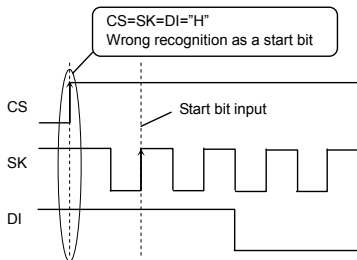 CS=SK=DI=”H”
Wrong recognition as a start bit
Start bit input
CS
SK
DI